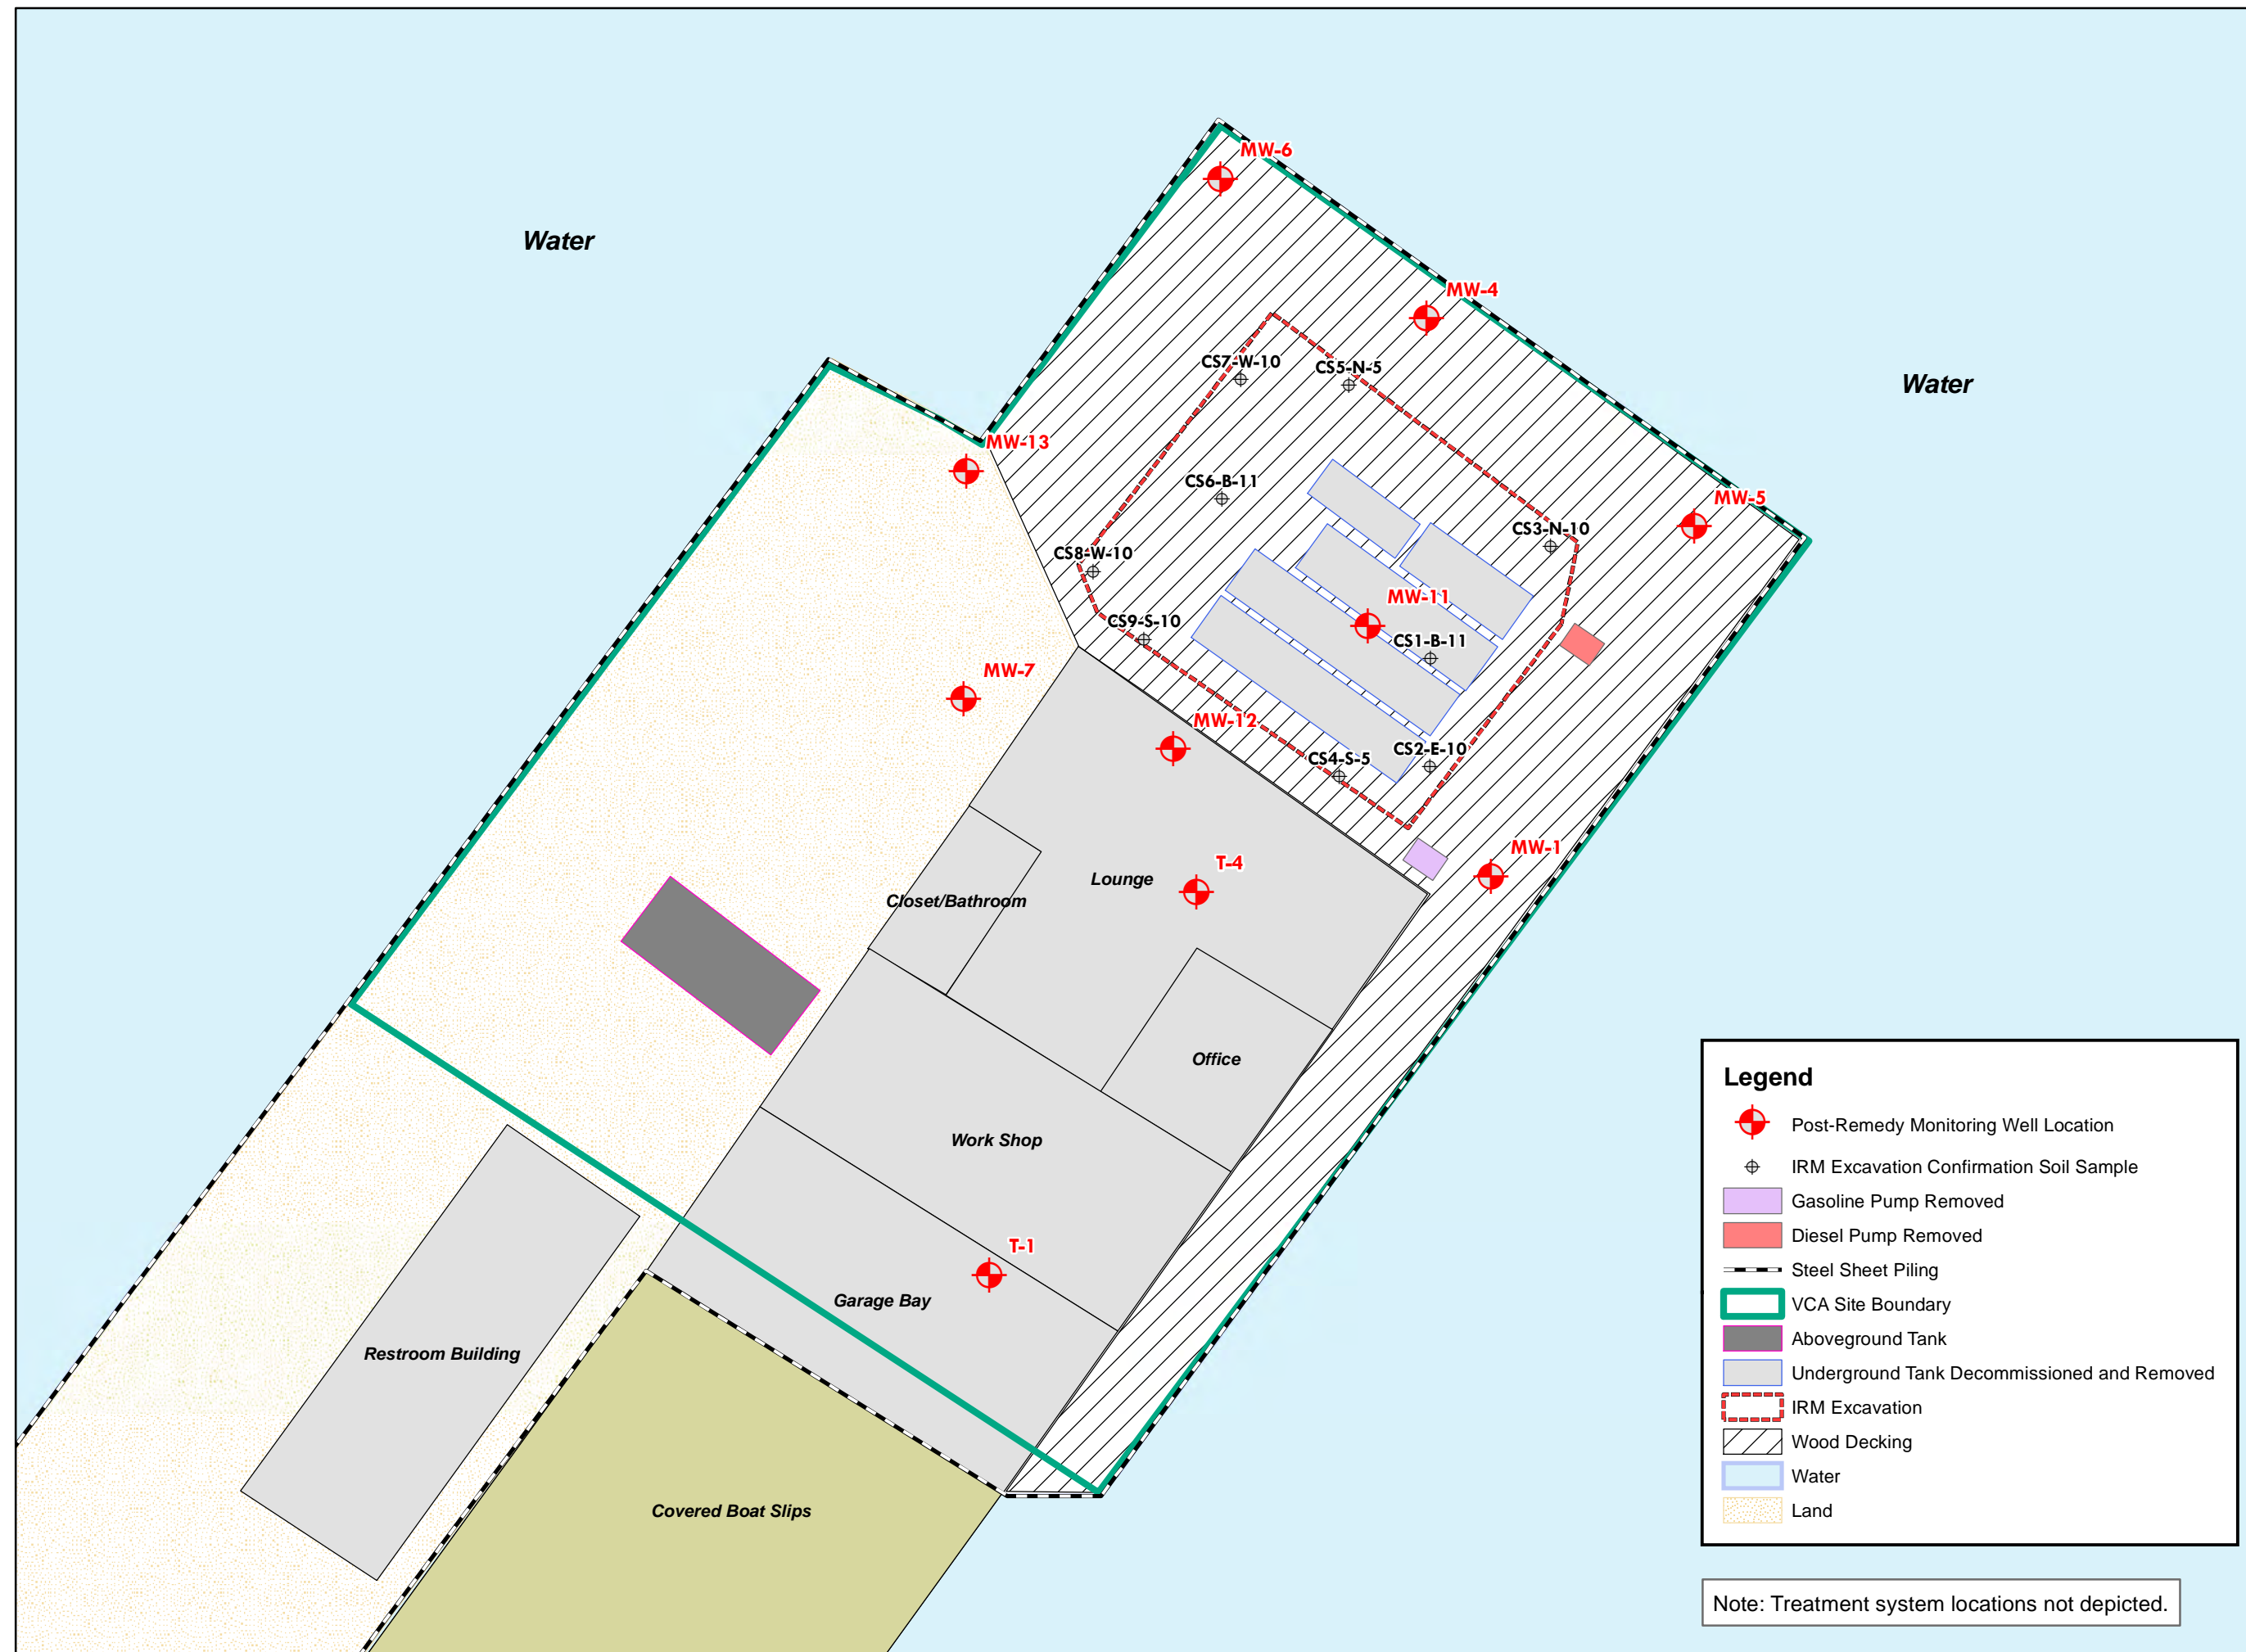 MW-6
Water
MW-4
CS7-W-10
CS5-N-5
Water
MW-13
CS6-B-11
MW-5
CS3-N-10
CS8-W-10
MW-11
CS9-S-10
CS1-B-11
MW-7
MW-12
CS2-E-10
CS4-S-5
MW-1
T-4
Lounge
Closet/Bathroom
Office
Work Shop
T-1
Garage Bay
Restroom Building
Covered Boat Slips
Legend
Post-Remedy Monitoring Well Location
IRM Excavation Confirmation Soil Sample
Gasoline Pump Removed
Diesel Pump Removed
Steel Sheet Piling
VCA Site Boundary
Aboveground Tank
Underground Tank Decommissioned and Removed
IRM Excavation
Wood Decking
Water
Land
Note: Treatment system locations not depicted.